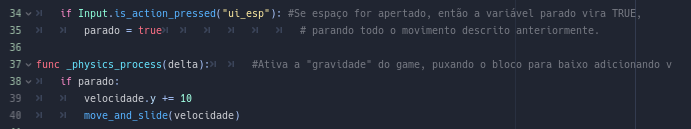 34 if Input.is_action_pressed("ui_esp"): #Se espaço for apertado, então a variável parado vira TRUE,
35 parado = true # parando todo o movimento descrito anteriormente.
36
37 func _physics_process(delta): #Ativa a "gravidade" do game, puxando o bloco para baixo adicionando v
38 if parado:
39 velocidade.y += 10
40 move_and_slide(velocidade)